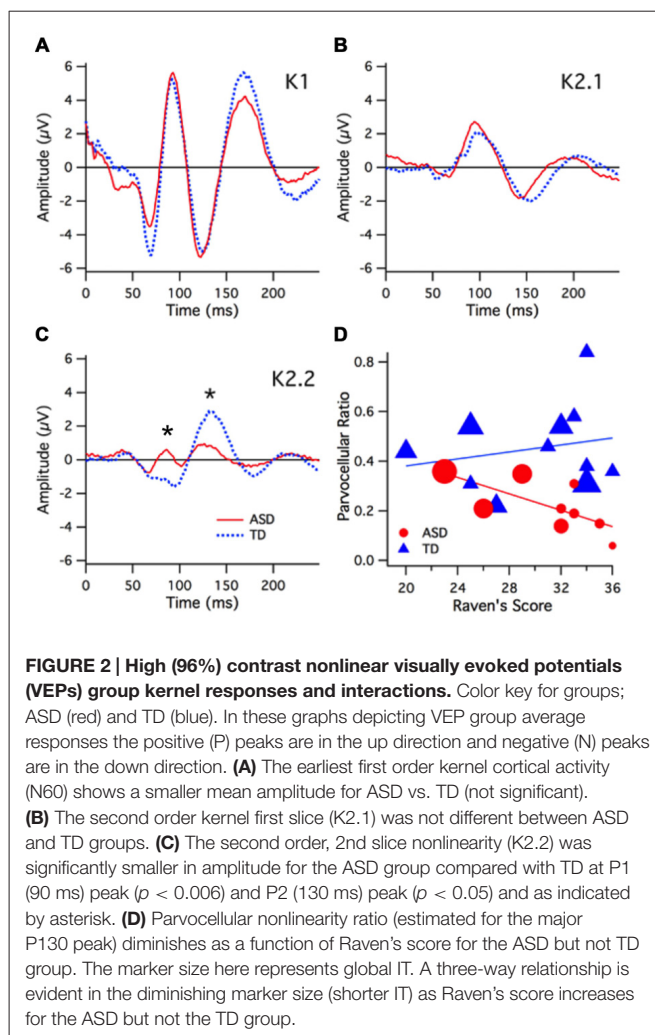 A
B
6
4
2
0
-2
-4
-6
Amplitude (µV)
K1
0
50
100
150
200
Time (ms)
6
4
2
0
-2
-4
-6
Amplitude (µV)
K2.1
0
50
100
150
200
Time (ms)
C
D
6
4
2
0
-2
-4
-6
Amplitude (µV)
* *
K2.2
ASD
TD
0
50
100
150
200
Time (ms)
0.8
0.6
0.4
0.2
0.0
Parvocellular Ratio
ASD
TD
20
24
28
32
36
Raven's Score
FIGURE 2 | High (96%) contrast nonlinear visually evoked potentials
(VEPs) group kernel responses and interactions. Color key for groups;
ASD (red) and TD (blue). In these graphs depicting VEP group average
responses the positive (P) peaks are in the up direction and negative (N) peaks
are in the down direction. (A) The earliest first order kernel cortical activity
(N60) shows a smaller mean amplitude for ASD vs. TD (not significant).
(B) The second order kernel first slice (K2.1) was not different between ASD
and TD groups. (C) The second order, 2nd slice nonlinearity (K2.2) was
significantly smaller in amplitude for the ASD group compared with TD at P1
(90 ms) peak (p < 0.006) and P2 (130 ms) peak (p < 0.05) and as indicated
by asterisk. (D) Parvocellular nonlinearity ratio (estimated for the major
P130 peak) diminishes as a function of Raven's score for the ASD but not TD
group. The marker size here represents global IT. A three-way relationship is
evident in the diminishing marker size (shorter IT) as Raven's score increases
for the ASD but not the TD group.